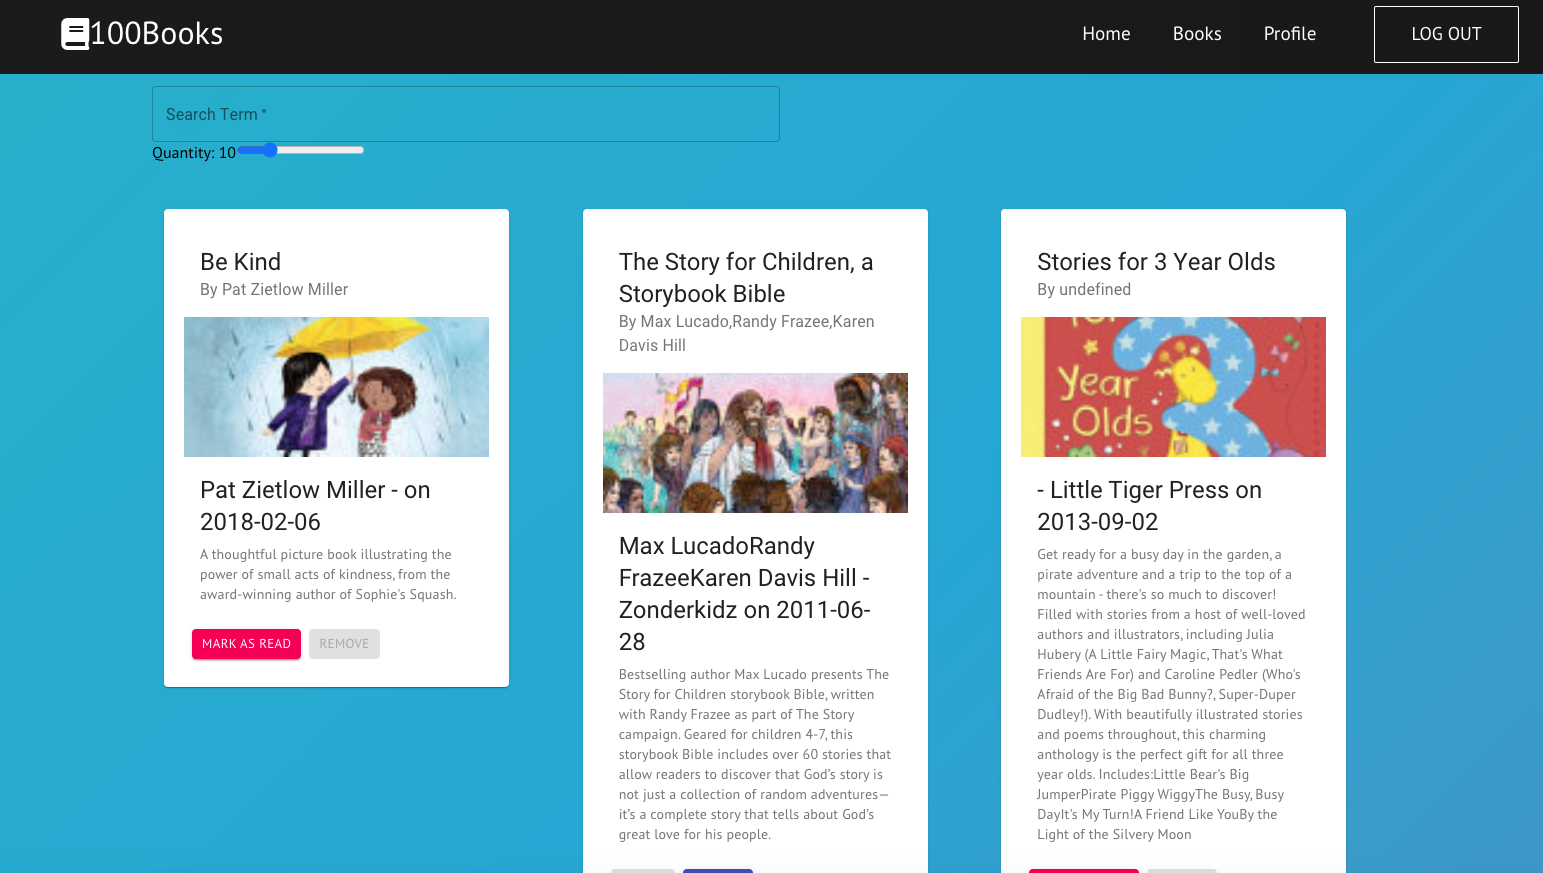 100Books
Home
Books
Profile
LOG OUT
Search Term *
Quantity: 10
Be Kind
By Pat Zietlow Miller
Pat Zietlow Miller - on
2018-02-06
A thoughtful picture book illustrating the
power of small acts of kindness, from the
award-winning author of Sophie's Squash.
MARK AS READ
REMOVE
The Story for Children, a
Storybook Bible
By Max Lucado,Randy Frazee,Karen
Davis Hill
Max LucadoRandy
FrazeeKaren Davis Hill -
Zonderkidz on 2011-06-
28
Bestselling author Max Lucado presents The
Story for Children storybook Bible, written
with Randy Frazee as part of The Story
campaign. Geared for children 4-7, this
storybook Bible includes over 60 stories that
allow readers to discover that God’s story is
not just a collection of random adventures—
it’s a complete story that tells about God’s
great love for his people.
Stories for 3 Year Olds
By undefined
Year
Olds
- Little Tiger Press on
2013-09-02
Get ready for a busy day in the garden, a
pirate adventure and a trip to the top of a
mountain - there's so much to discover!
Filled with stories from a host of well-loved
authors and illustrators, including Julia
Hubery (A Little Fairy Magic, That's What
Friends Are For) and Caroline Pedler (Who's
Afraid of the Big Bad Bunny?, Super-Duper
Dudley!). With beautifully illustrated stories
and poems throughout, this charming
anthology is the perfect gift for all three
year olds. Includes:Little Bear's Big
JumperPirate Piggy WiggyThe Busy, Busy
DayIt's My Turn!A Friend Like YouBy the
Light of the Silvery Moon